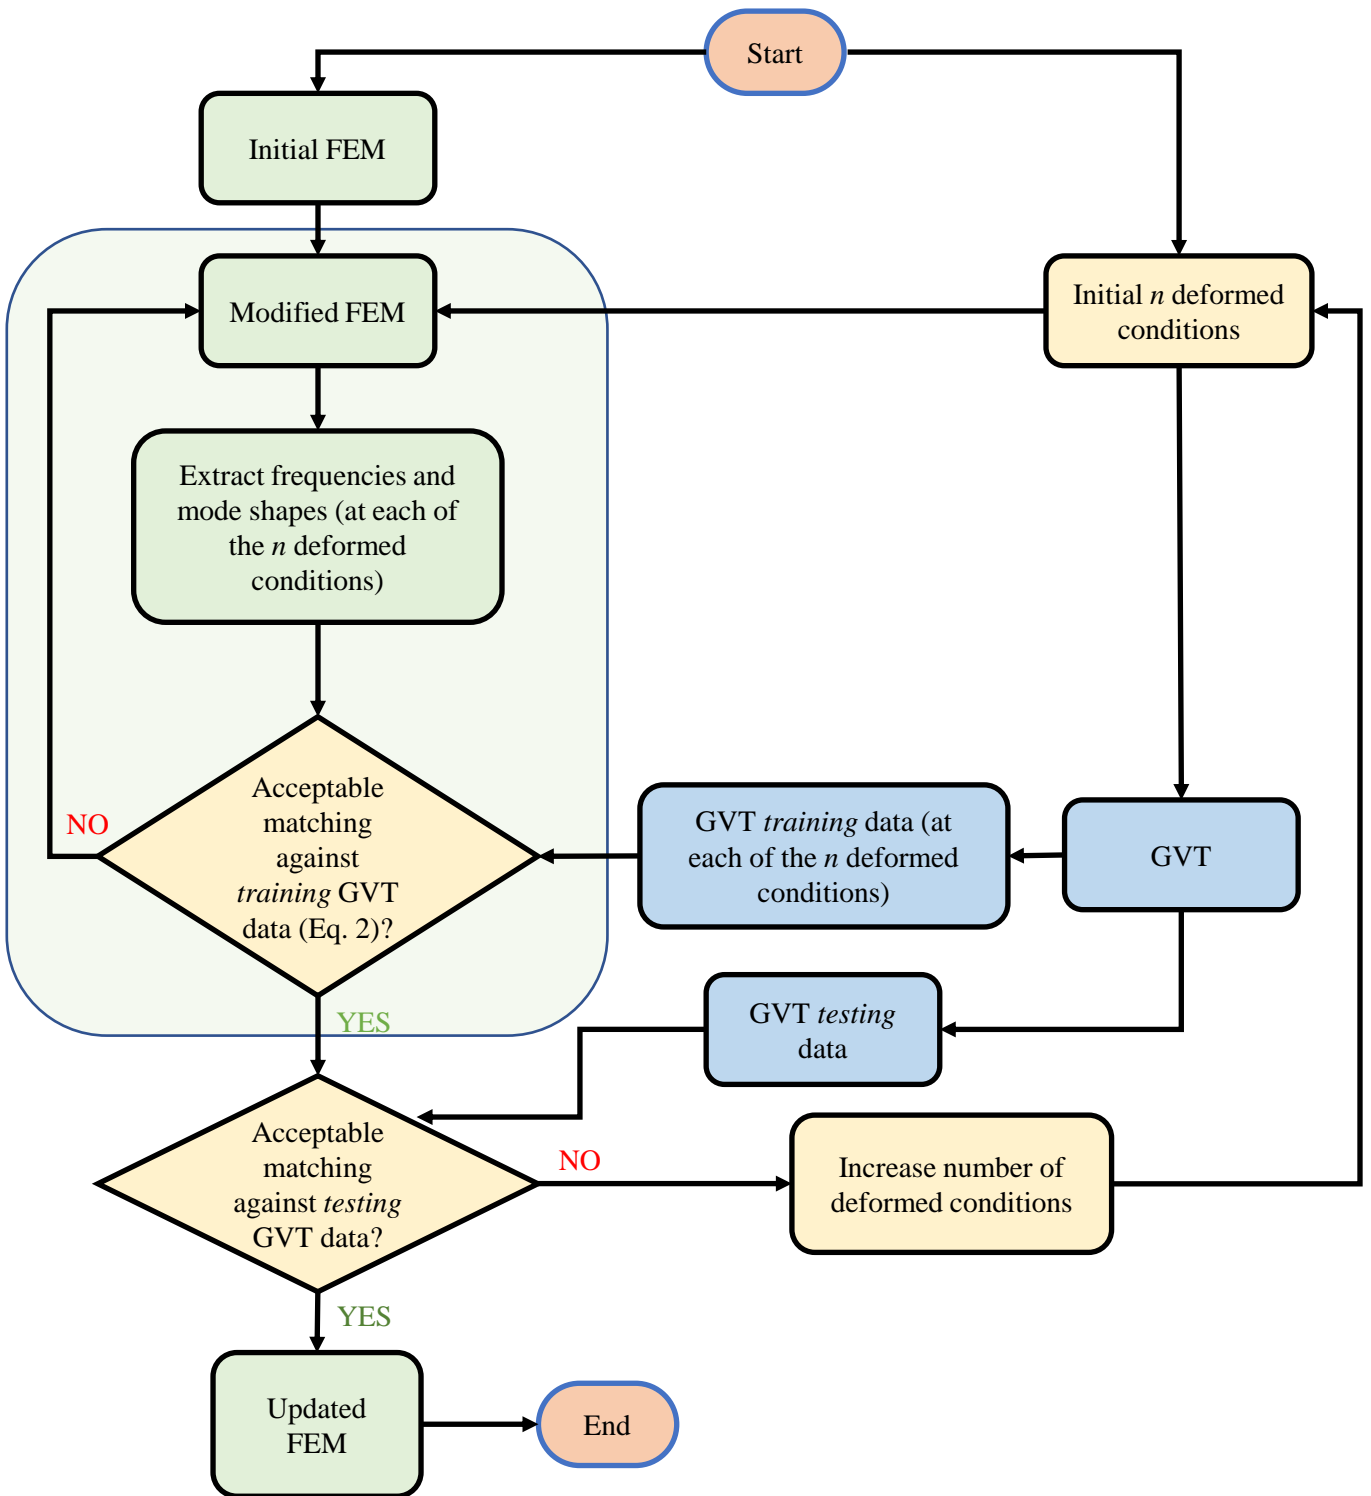 Start
Initial FEM
Modified FEM
Initial n deformed
conditions
Extract frequencies and
mode shapes (at each of
the n deformed
conditions)
Acceptable
matching
against
training GVT
data (Eq. 2)?
NO
GVT training data (at
each of the n deformed
conditions)
GVT
YES
GVT testing
data
Acceptable
matching
against testing
GVT data?
NO
Increase number of
deformed conditions
YES
Updated
FEM
End